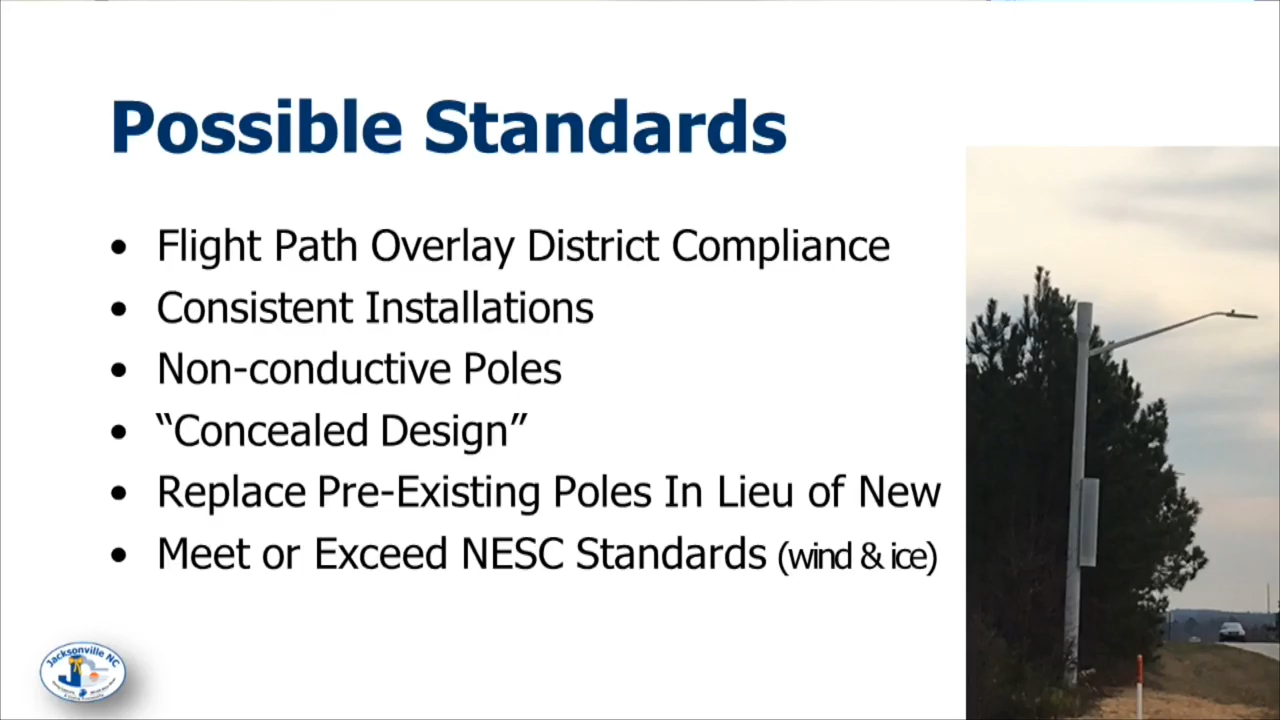 Possible Standards
• Flight Path Overlay District Compliance
• Consistent Installations
• Non-conductive Poles
• “Concealed Design”
• Replace Pre-Existing Poles In Lieu of New
• Meet or Exceed NESC Standards (wind & ice)
Jacksonville NC